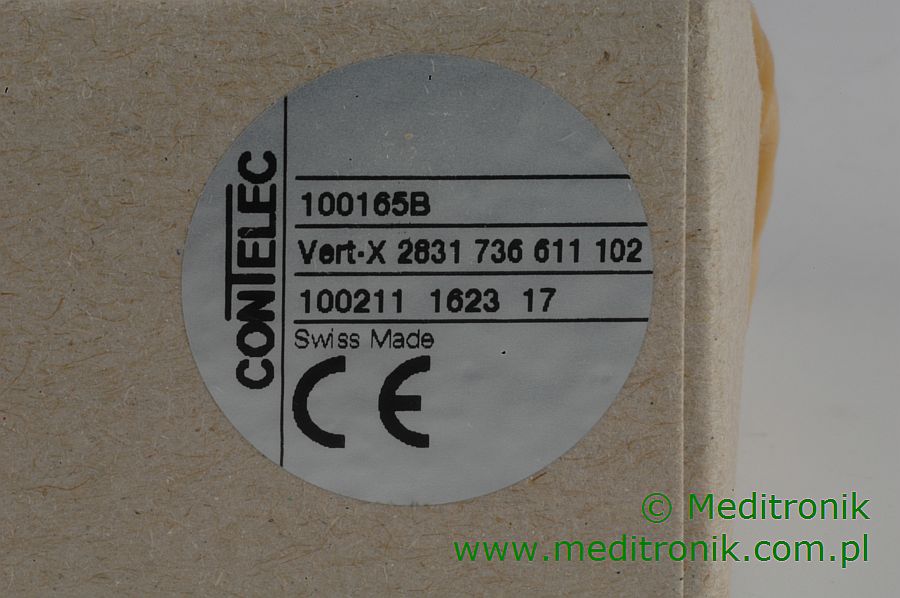 CONTELEC
100165B
Vert-X 2831 736 611 102
100211 1623 17
Swiss Made
CE
© Meditronik
www.meditronik.com.pl